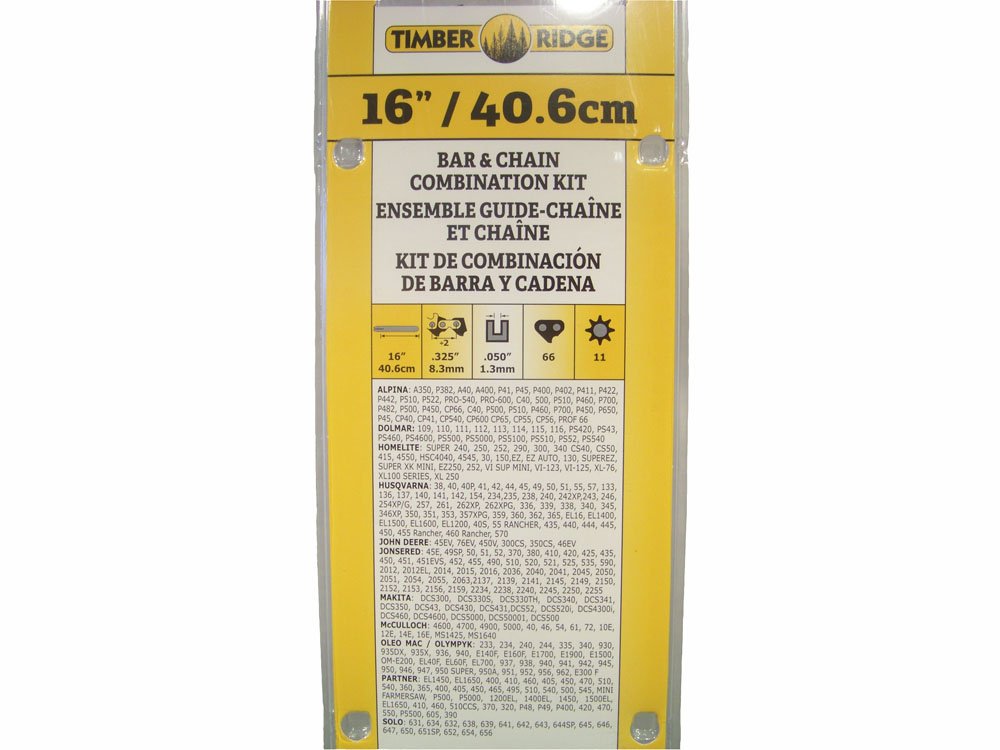 TIMBER RIDGE
16” / 40.6cm
BAR & CHAIN
COMBINATION KIT
ENSEMBLE GUIDE-CHAÎNE
ET CHAÎNE
KIT DE COMBINACIÓN
DE BARRA Y CADENA
÷2
16” .325” .050” 66 11
40.6cm 8.3mm 1.3mm
ALPINA: A350, P382, A40, A400, P41, P45, P400, P402, P411, P422,
P442, P510, P522, PRO-540, PRO-600, C40, 500, P510, P460, P700,
P482, P500, P450, CP66, C40, P500, P510, P460, P700, P450, P650,
P45, CP40, CP41, CP540, CP600 CP65, CP55, CP56, PROF 66
DOLMAR: 109, 110, 111, 112, 113, 114, 115, 116, PS420, PS43,
PS460, PS4600, PS500, PS5000, PS5100, PS510, PS52, PS540
HOMELITE: SUPER 240, 250, 252, 290, 300, 340 CS40, CS50,
415, 4550, HSC4040, 4545, 30, 150,EZ, EZ AUTO, 130, SUPEREZ,
SUPER XK MINI, EZ250, 252, VI SUP MINI, VI-123, VI-125, XL-76,
XL100 SERIES, XL 250
HUSQVARNA: 38, 40, 40P, 41, 42, 44, 45, 49, 50, 51, 55, 57, 133,
136, 137, 140, 141, 142, 154, 234,235, 238, 240, 242XP,243, 246,
254XP/G, 257, 261, 262XP, 262XPG, 336, 339, 338, 340, 345,
346XP, 350, 351, 353, 357XPG, 359, 360, 362, 365, EL16, EL1400,
EL1500, EL1600, EL1200, 40S, 55 RANCHER, 435, 440, 444, 445,
450, 455 Rancher, 460 Rancher, 570
JOHN DEERE: 45EV, 76EV, 450V, 300CS, 350CS, 46EV
JONSERED: 45E, 49SP, 50, 51, 52, 370, 380, 410, 420, 425, 435,
450, 451, 451EVS, 452, 455, 490, 510, 520, 521, 525, 535, 590,
2012, 2012EL, 2014, 2015, 2016, 2036, 2040, 2041, 2045, 2050,
2051, 2054, 2055, 2063,2137, 2139, 2141, 2145, 2149, 2150,
2152, 2153, 2156, 2159, 2234, 2238, 2240, 2245, 2250, 2255
MAKITA: DCS300, DCS330S, DCS330TH, DCS340, DCS341,
DCS350, DCS43, DCS430, DCS431,DCS52, DCS520i, DCS4300i,
DCS460, DCS4600, DCS5000, DCS50001, DCS500
McCULLOCH: 4600, 4700, 4900, 5000, 40, 46, 54, 61, 72, 10E,
12E, 14E, 16E, MS1425, MS1640
OLEO MAC / OLYMPYK: 233, 234, 240, 244, 335, 340, 930,
935DX, 935X, 936, 940, E140F, E160F, E1700, E1900, E1500,
OM-E200, EL40F, EL60F, EL700, 937, 938, 940, 941, 942, 945,
950, 946, 947, 950 SUPER, 950A, 951, 952, 956, 962, E300 F
PARTNER: EL1450, EL1650, 400, 410, 460, 405, 450, 470, 510,
540, 360, 365, 400, 405, 450, 465, 495, 510, 540, 500, 545, MINI
FARMERSAW, P500, P5000, 1200EL, 1400EL, 1450, 1500EL,
EL1650, 410, 460, 510CCS, 370, 320, P48, P49, P400, 420, 470,
550, P5500, 605, 390
SOLO: 631, 634, 632, 638, 639, 641, 642, 643, 644SP, 645, 646,
647, 650, 651SP, 652, 654, 656